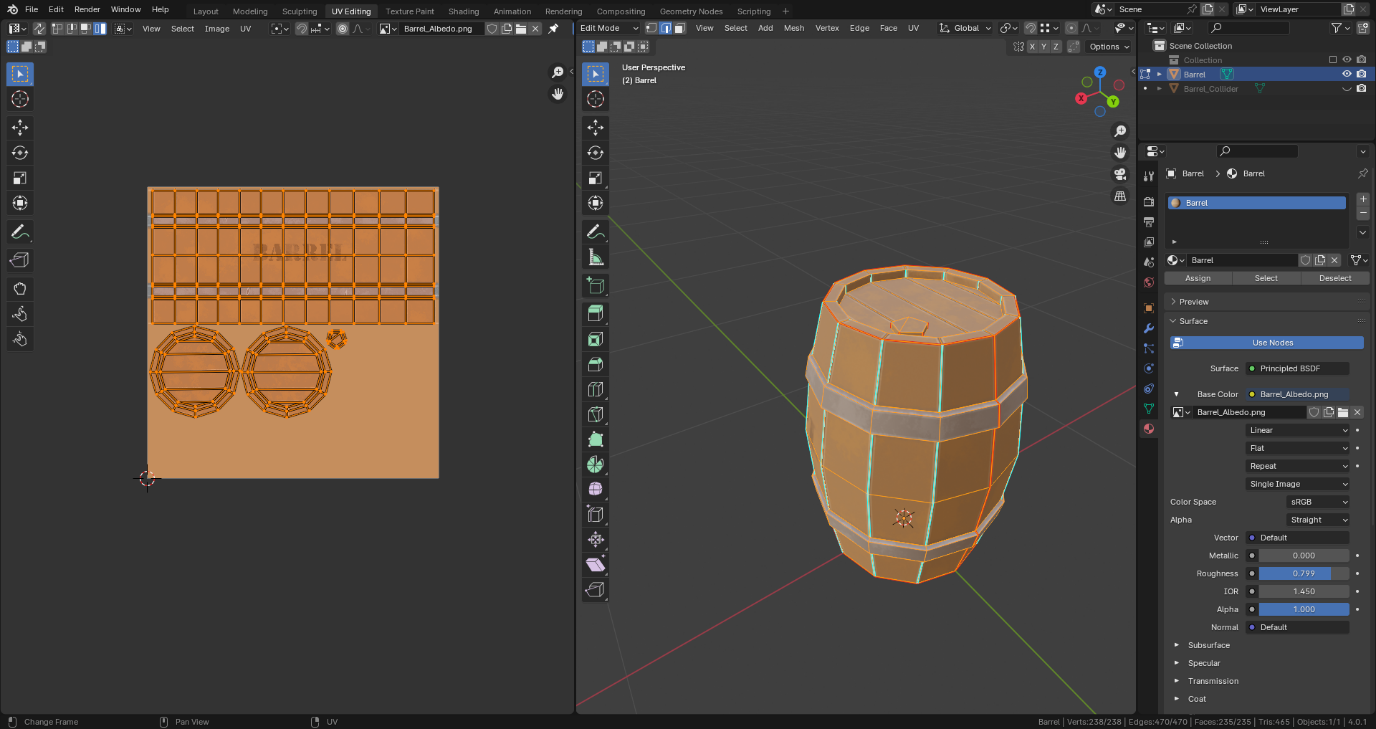 File Edit Render Window Help Layout Modeling Sculpting UV Editing Texture Paint Shading Animation Rendering Compositing Geometry Nodes Scripting + Scene ViewLayer
View Select Image UV Barrel_Albedo.png
Edit Mode View Select Add Mesh Vertex Edge Face UV Global
X Y Z Options
User Perspective
(2) Barrel
Z
X
Y
BARREL
Scene Collection
Collection
Barrel
Barrel_Collider
Barrel > Barrel
Barrel
Barrel
Assign Select Deselect
Preview
Surface
Use Nodes
Surface Principled BSDF
Base Color Barrel_Albedo.png
Barrel_Albedo.png
Linear
Flat
Repeat
Single Image
Color Space sRGB
Alpha Straight
Vector Default
Metallic 0.000
Roughness 0.799
IOR 1.450
Alpha 1.000
Normal Default
Subsurface
Specular
Transmission
Coat
Change Frame Pan View UV Barrel | Verts:238/238 | Edges:470/470 | Faces:235/235 | Tris:465 | Objects:1/1 | 4.0.1